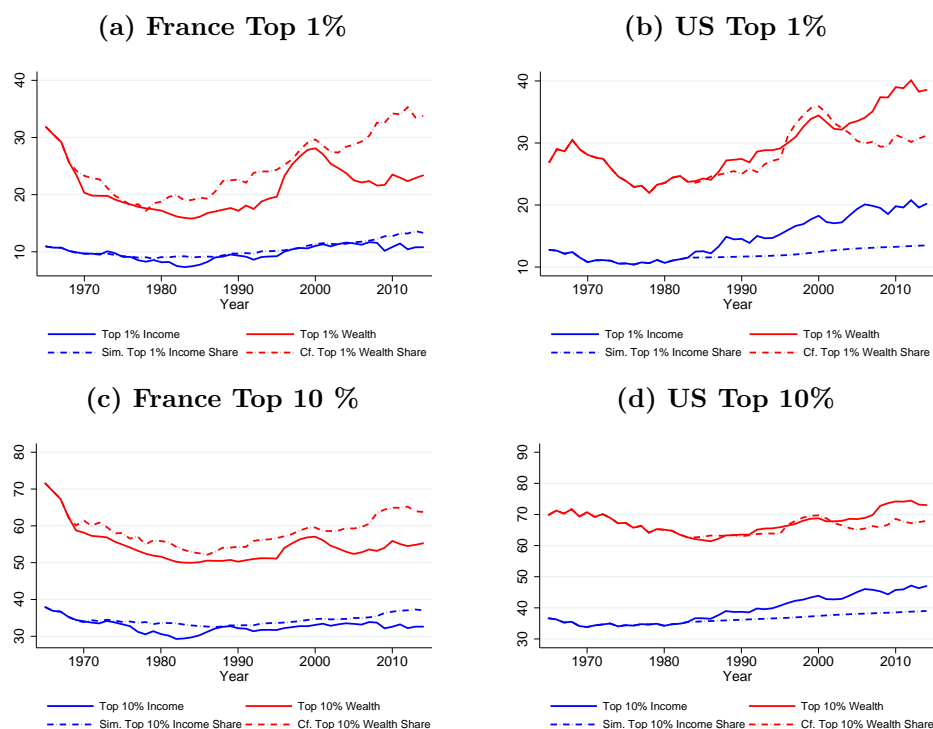 (a) France Top 1%
40
30
20
10
1970 1980 1990 2000 2010
Year
Top 1% Income Top 1% Wealth
Sim. Top 1% Income Share Cf. Top 1% Wealth Share
(b) US Top 1%
40
30
20
10
1970 1980 1990 2000 2010
Year
Top 1% Income Top 1% Wealth
Sim. Top 1% Income Share Cf. Top 1% Wealth Share
(c) France Top 10 %
80
70
60
50
40
30
1970 1980 1990 2000 2010
Year
Top 10% Income Top 10% Wealth
Sim. Top 10% Income Share Cf. Top 10% Wealth Share
(d) US Top 10%
90
80
70
60
50
40
30
1970 1980 1990 2000 2010
Year
Top 10% Income Top 10% Wealth
Sim. Top 10% Income Share Cf. Top 10% Wealth Share